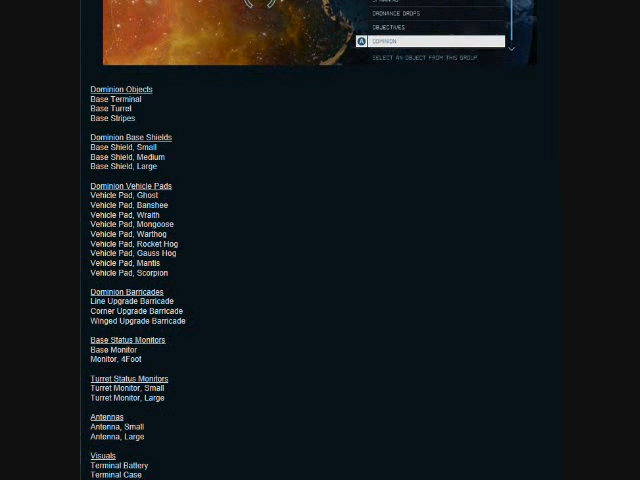 ORDNANCE DROPS
OBJECTIVES
A DOMINION
SELECT AN OBJECT FROM THIS GROUP.
Dominion Objects
Base Terminal
Base Turret
Base Stripes
Dominion Base Shields
Base Shield, Small
Base Shield, Medium
Base Shield, Large
Dominion Vehicle Pads
Vehicle Pad, Ghost
Vehicle Pad, Banshee
Vehicle Pad, Wraith
Vehicle Pad, Mongoose
Vehicle Pad, Warthog
Vehicle Pad, Rocket Hog
Vehicle Pad, Gauss Hog
Vehicle Pad, Mantis
Vehicle Pad, Scorpion
Dominion Barricades
Line Upgrade Barricade
Corner Upgrade Barricade
Winged Upgrade Barricade
Base Status Monitors
Base Monitor
Monitor, 4Foot
Turret Status Monitors
Turret Monitor, Small
Turret Monitor, Large
Antennas
Antenna, Small
Antenna, Large
Visuals
Terminal Battery
Terminal Case